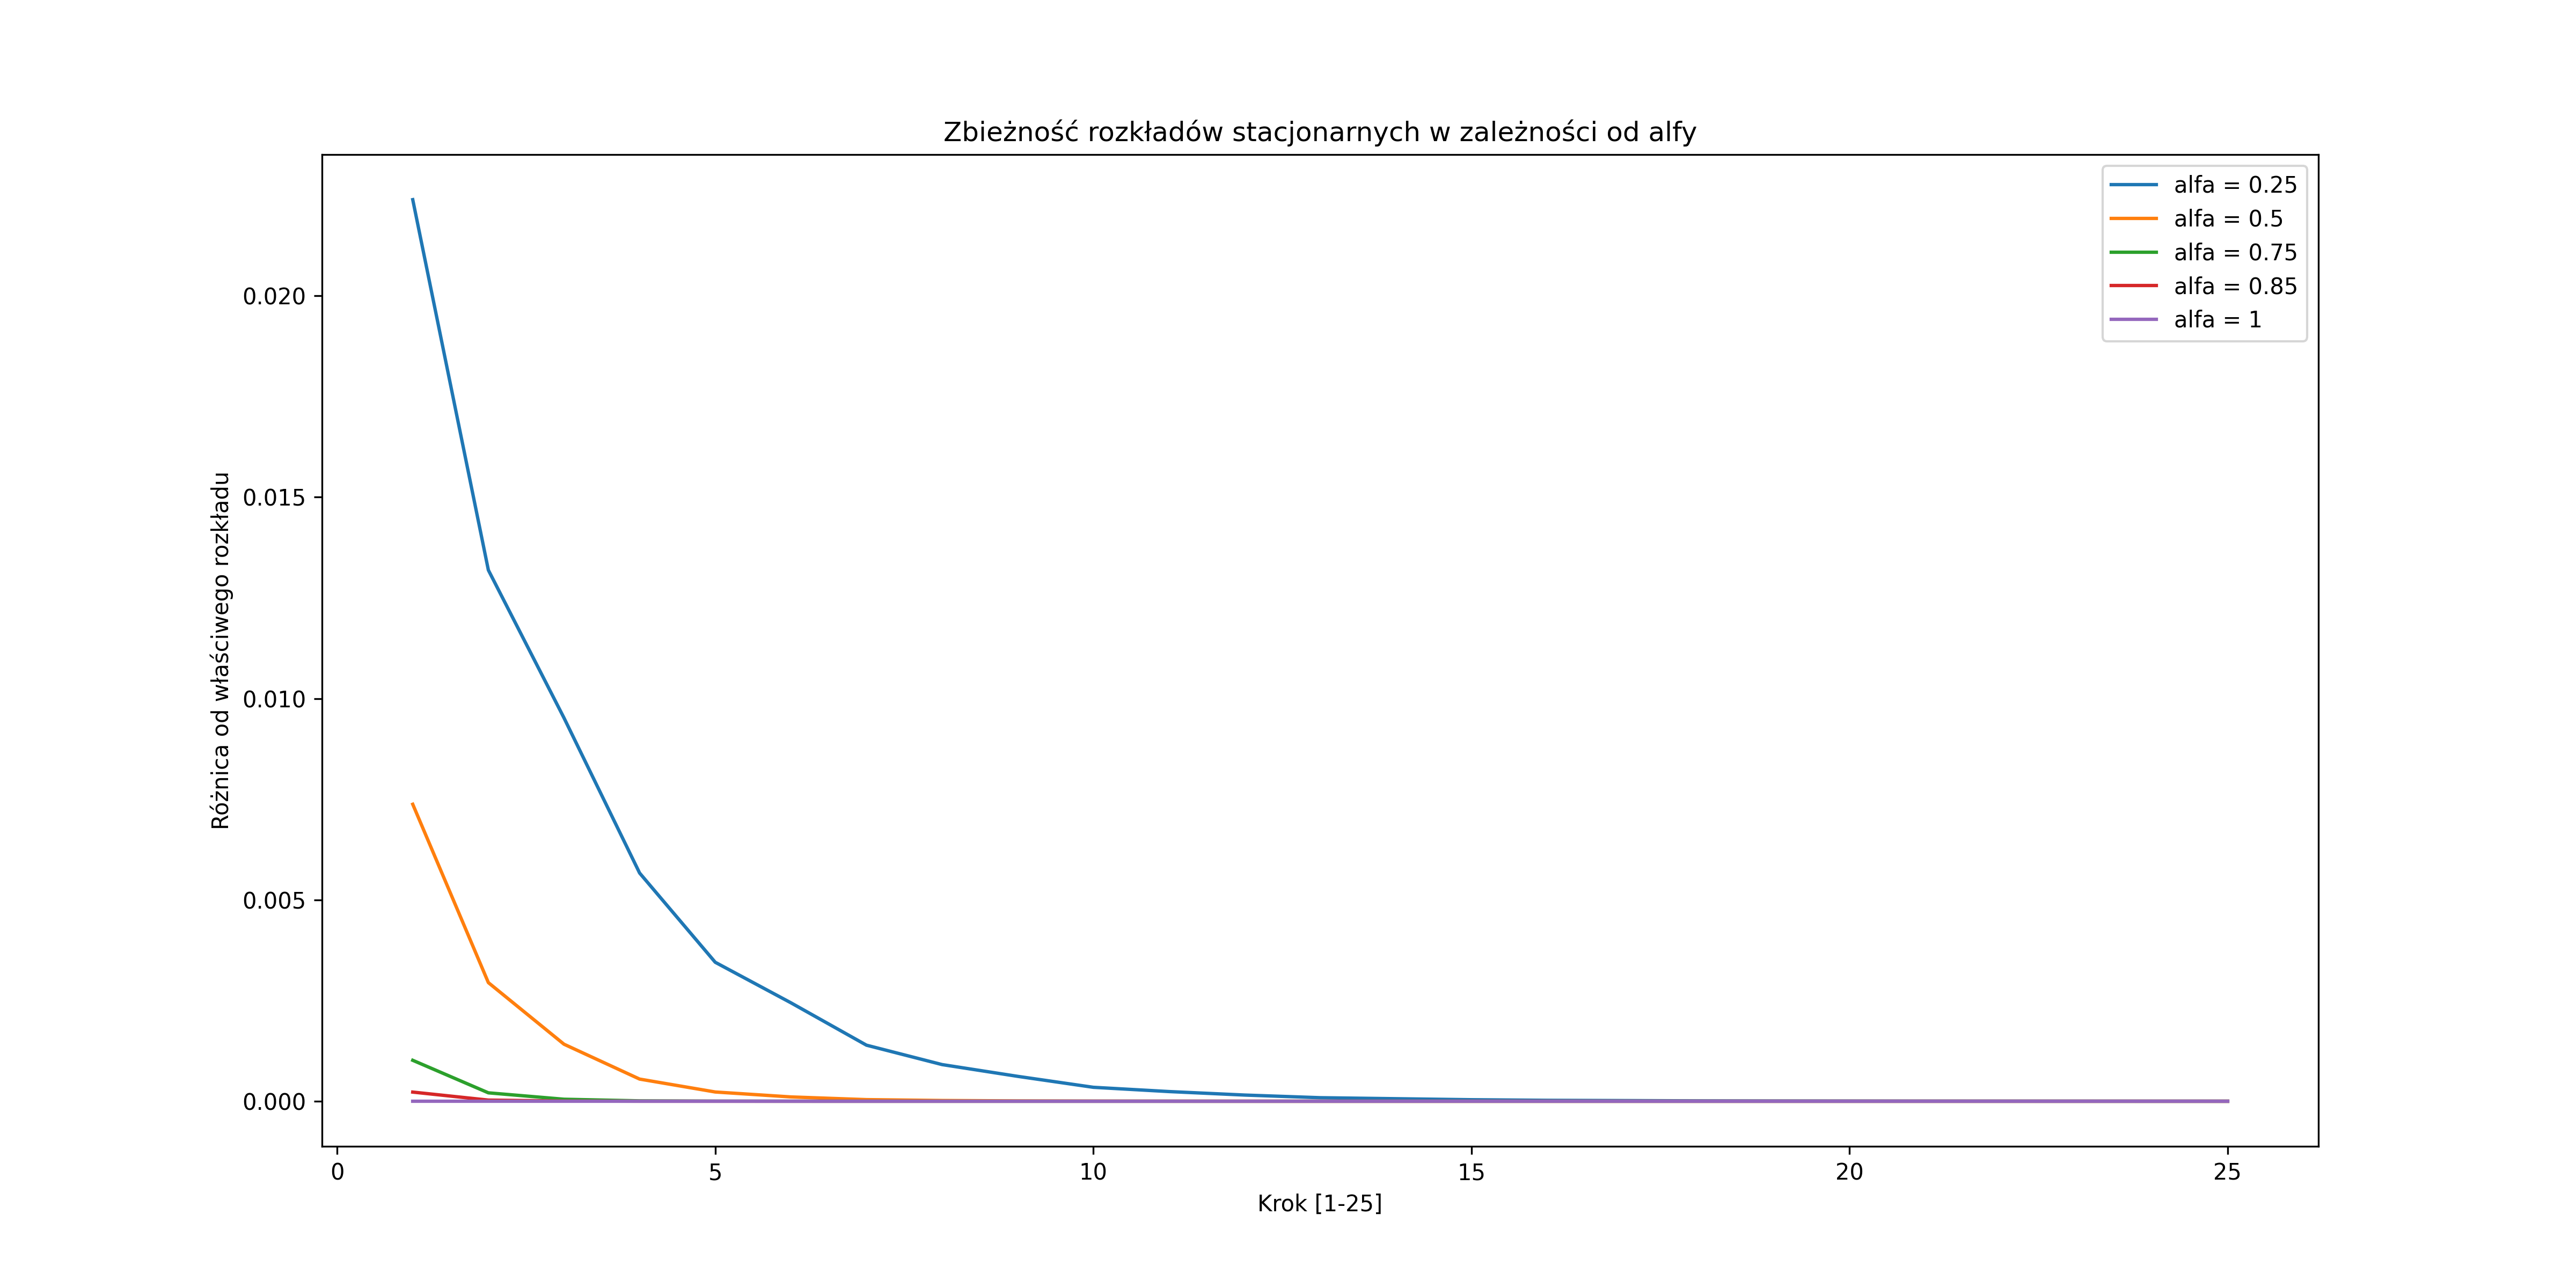 Zbieżność rozkładów stacjonarnych w zależności od alfy
alfa = 0.25
alfa = 0.5
alfa = 0.75
alfa = 0.85
alfa = 1
Różnica od właściwego rozkładu
0.020
0.015
0.010
0.005
0.000
0 5 10 15 20 25
Krok [1-25]